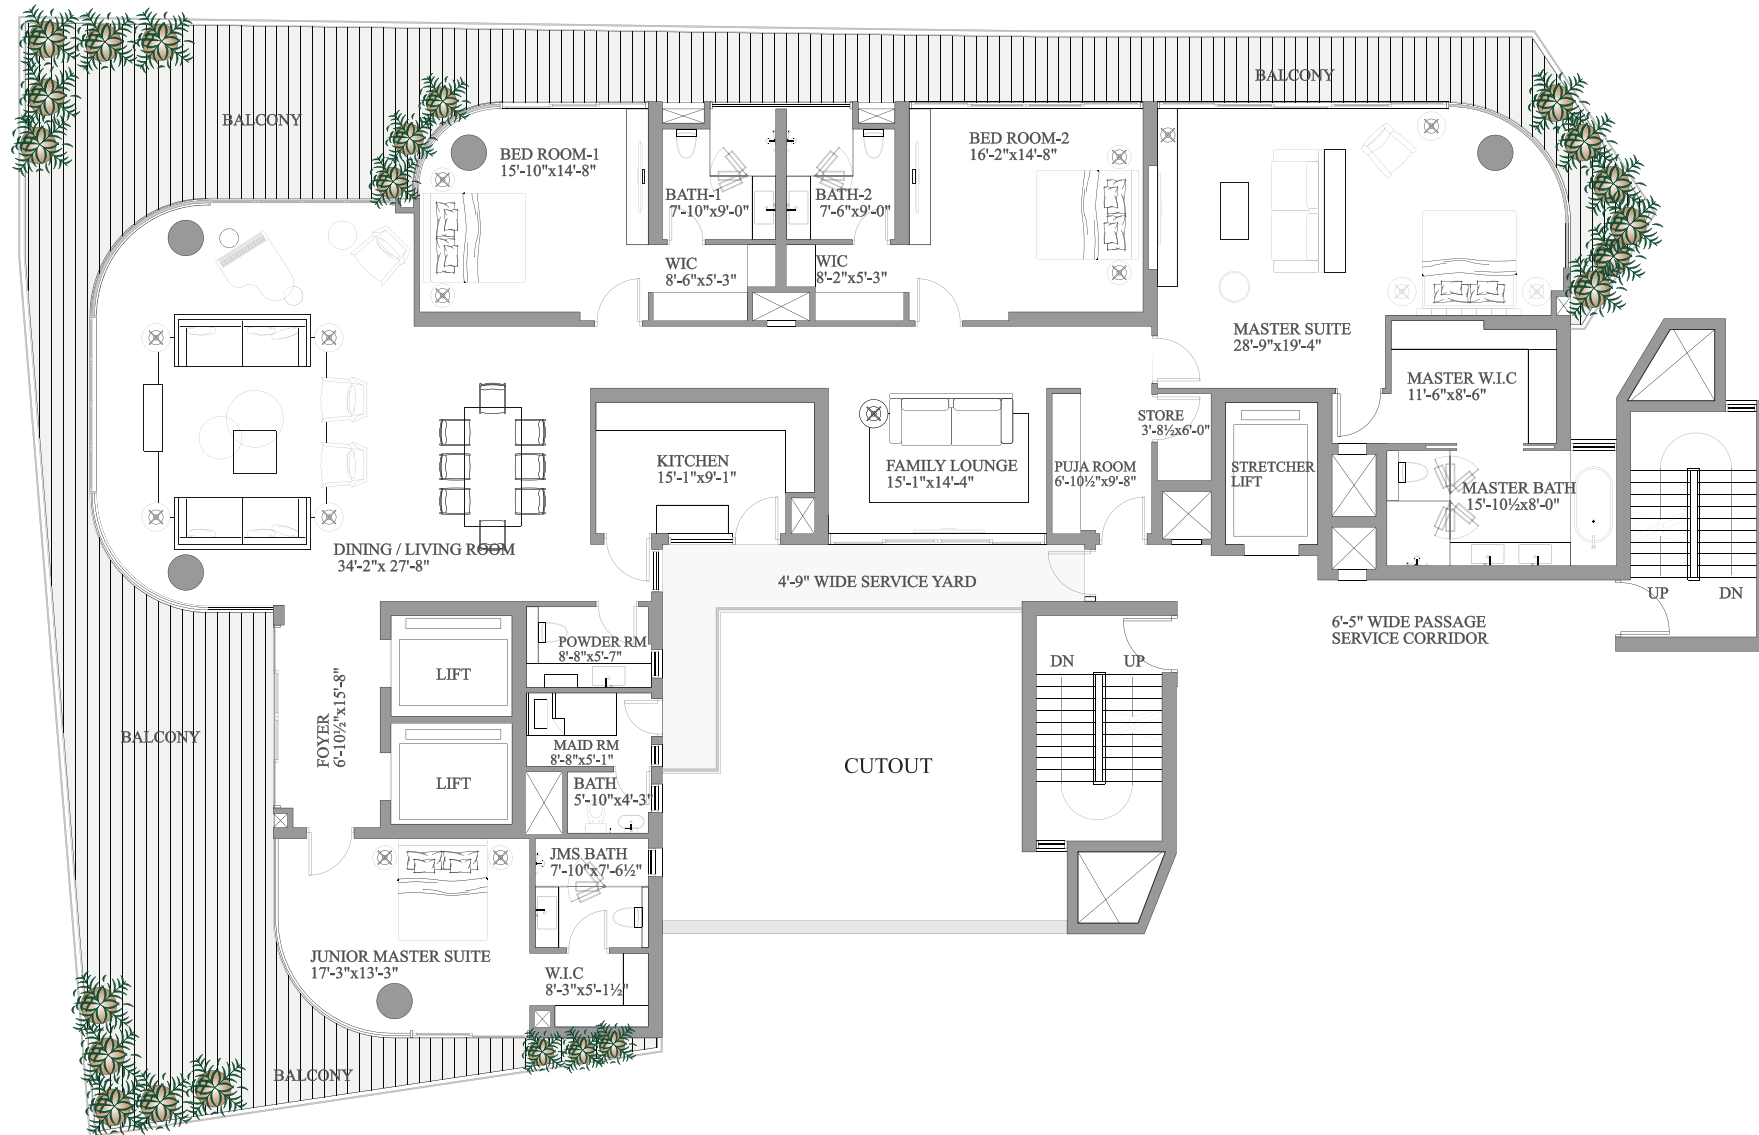 BALCONY
BALCONY
BED ROOM-1
15'-10"x14'-8"
BED ROOM-2
16'-2"x14'-8"
BATH-1
7'-10"x9'-0"
BATH-2
7'-6"x9'-0"
WIC
8'-6"x5'-3"
WIC
8'-2"x5'-3"
MASTER SUITE
28'-9"x19'-4"
MASTER W.I.C
11'-6"x8'-6"
STORE
3'-8½x6'-0"
KITCHEN
15'-1"x9'-1"
FAMILY LOUNGE
15'-1"x14'-4"
PUJA ROOM
6'-10½"x9'-8"
STRETCHER
LIFT
MASTER BATH
15'-10½x8'-0"
DINING / LIVING ROOM
34'-2"x 27'-8"
4'-9" WIDE SERVICE YARD
UP
DN
6'-5" WIDE PASSAGE
SERVICE CORRIDOR
POWDER RM
8'-8"x5'-7"
DN
UP
LIFT
FOYER
6'-10½"x15'-8"
BALCONY
MAID RM
8'-8"x5'-1"
CUTOUT
LIFT
BATH
5'-10"x4'-3"
JMS BATH
7'-10"x7'-6½"
JUNIOR MASTER SUITE
17'-3"x13'-3"
W.I.C
8'-3"x5'-1½"
BALCONY